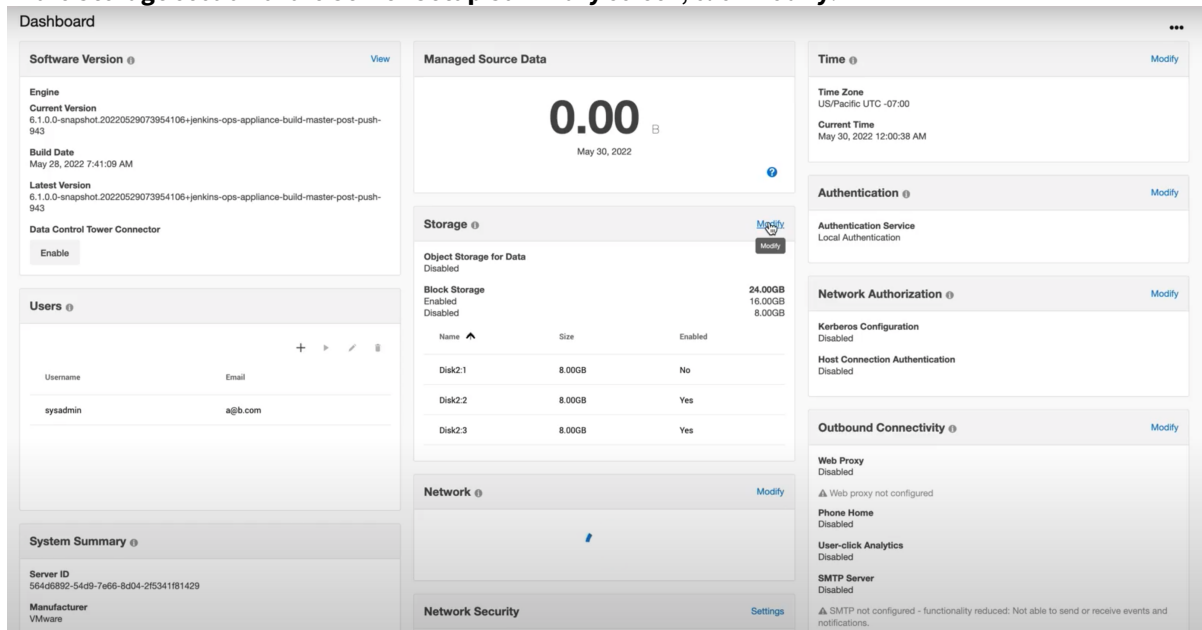 Dashboard
Software Version
View
Engine
Current Version
6.1.0.0-snapshot.20220529073954106+jenkins-ops-appliance-build-master-post-push-
943
Build Date
May 28, 2022 7:41:09 AM
Latest Version
6.1.0.0-snapshot.20220529073954106+jenkins-ops-appliance-build-master-post-push-
943
Data Control Tower Connector
Enable
Users
Username Email
sysadmin a@b.com
System Summary
Server ID
564d6892-54d9-7e66-8d04-2f5341f81429
Manufacturer
VMware
Managed Source Data
0.00 B
May 30, 2022
Storage
Modify
Modify
Object Storage for Data
Disabled
Block Storage 24.00GB
Enabled 16.00GB
Disabled 8.00GB
Name Size Enabled
Disk2:1 8.00GB No
Disk2:2 8.00GB Yes
Disk2:3 8.00GB Yes
Network
Modify
Network Security
Settings
Time
Modify
Time Zone
US/Pacific UTC -07:00
Current Time
May 30, 2022 12:00:38 AM
Authentication
Modify
Authentication Service
Local Authentication
Network Authorization
Modify
Kerberos Configuration
Disabled
Host Connection Authentication
Disabled
Outbound Connectivity
Modify
Web Proxy
Disabled
Web proxy not configured
Phone Home
Disabled
User-click Analytics
Disabled
SMTP Server
Disabled
SMTP not configured - functionality reduced: Not able to send or receive events and
notifications.